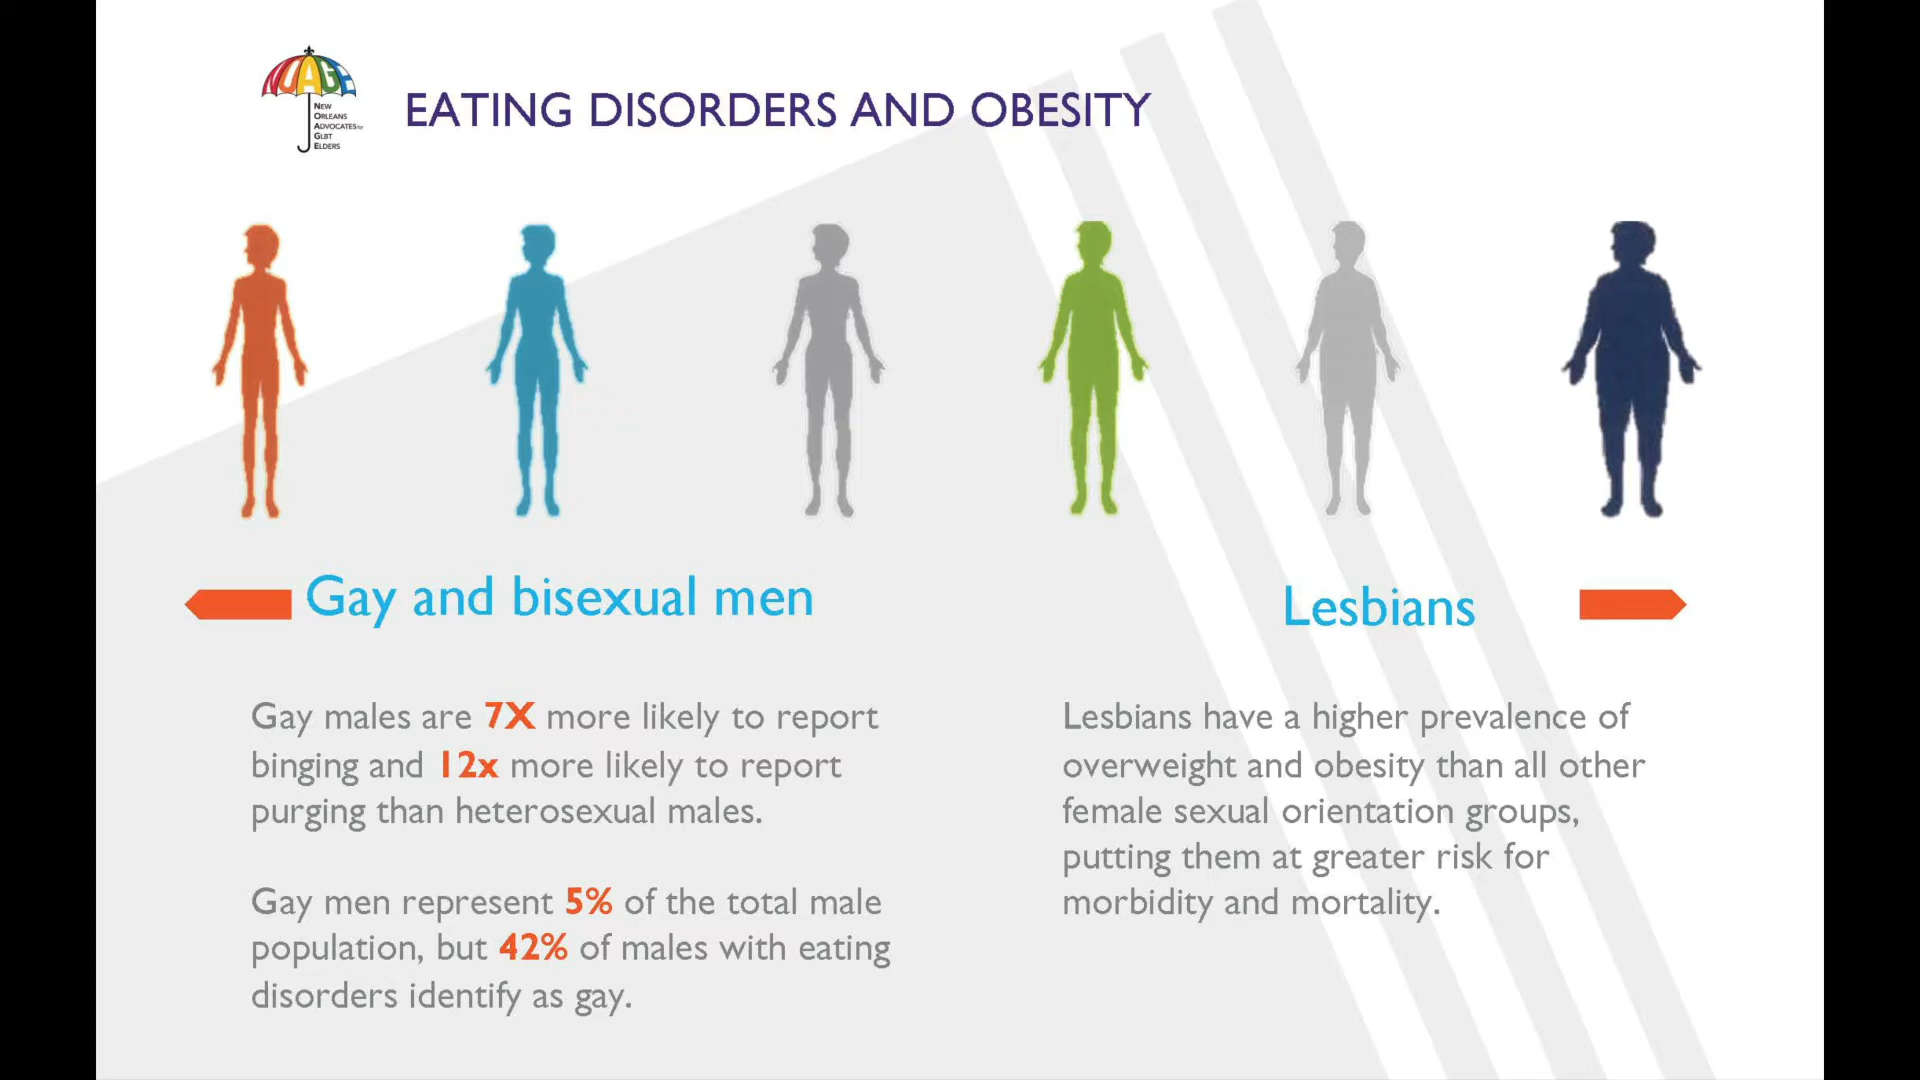 NOAGE
NEW
ORLEANS
ADVOCATES for
GLBT
ELDERS
EATING DISORDERS AND OBESITY
Gay and bisexual men
Lesbians
Gay males are 7X more likely to report
binging and 12x more likely to report
purging than heterosexual males.
Gay men represent 5% of the total male
population, but 42% of males with eating
disorders identify as gay.
Lesbians have a higher prevalence of
overweight and obesity than all other
female sexual orientation groups,
putting them at greater risk for
morbidity and mortality.